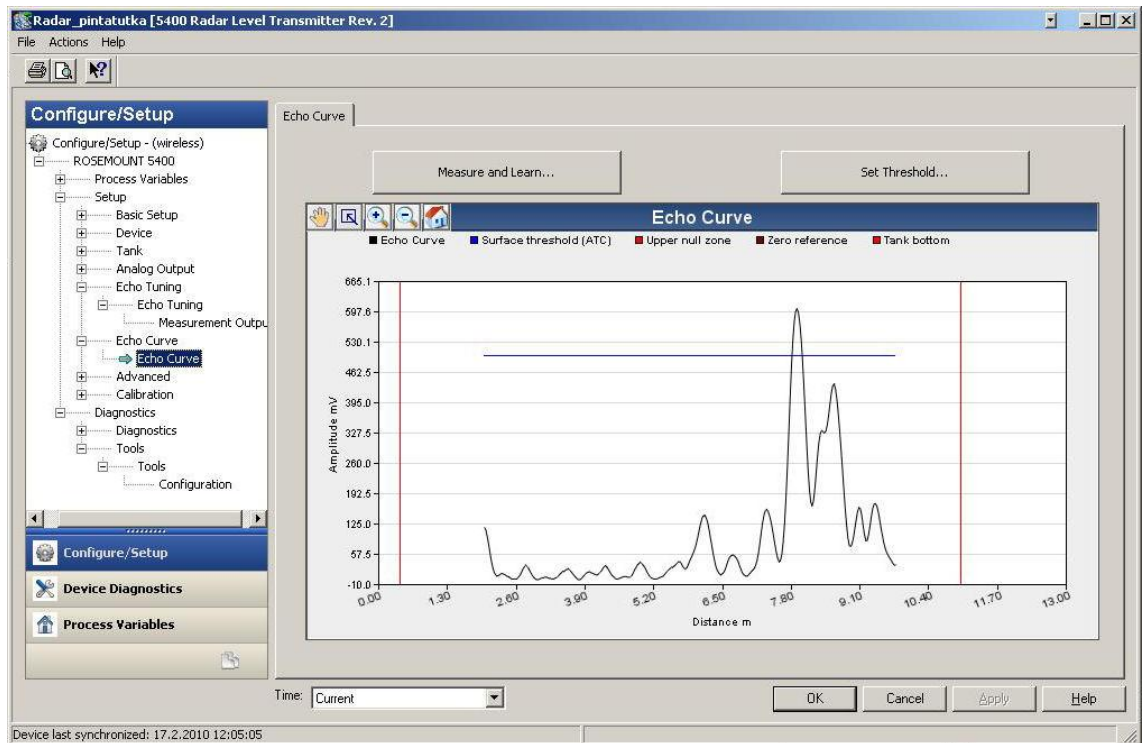 Radar_pintatutka [5400 Radar Level Transmitter Rev. 2]
File Actions Help
Configure/Setup
Configure/Setup - (wireless)
ROSEMOUNT 5400
Process Variables
Setup
Basic Setup
Device
Tank
Analog Output
Echo Tuning
Echo Tuning
Measurement Outpu
Echo Curve
Echo Curve
Advanced
Calibration
Diagnostics
Diagnostics
Tools
Tools
Configuration
Configure/Setup
Device Diagnostics
Process Variables
Echo Curve
Measure and Learn... Set Threshold...
Echo Curve
Echo Curve Surface threshold (ATC) Upper null zone Zero reference Tank bottom
Amplitude mV
665.1
597.6
530.1
462.5
395.0
327.5
260.0
192.5
125.0
57.5
-10.0
0.00 1.30 2.60 3.90 5.20 6.50 7.80 9.10 10.40 11.70 13.00
Distance m
Time: Current OK Cancel Apply Help
Device last synchronized: 17.2.2010 12:05:05